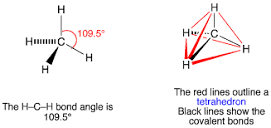 H
109.5°
H
C
H
H
The H–C–H bond angle is
109.5°
H
H
C
H
H
The red lines outline a
tetrahedron
Black lines show the
covalent bonds